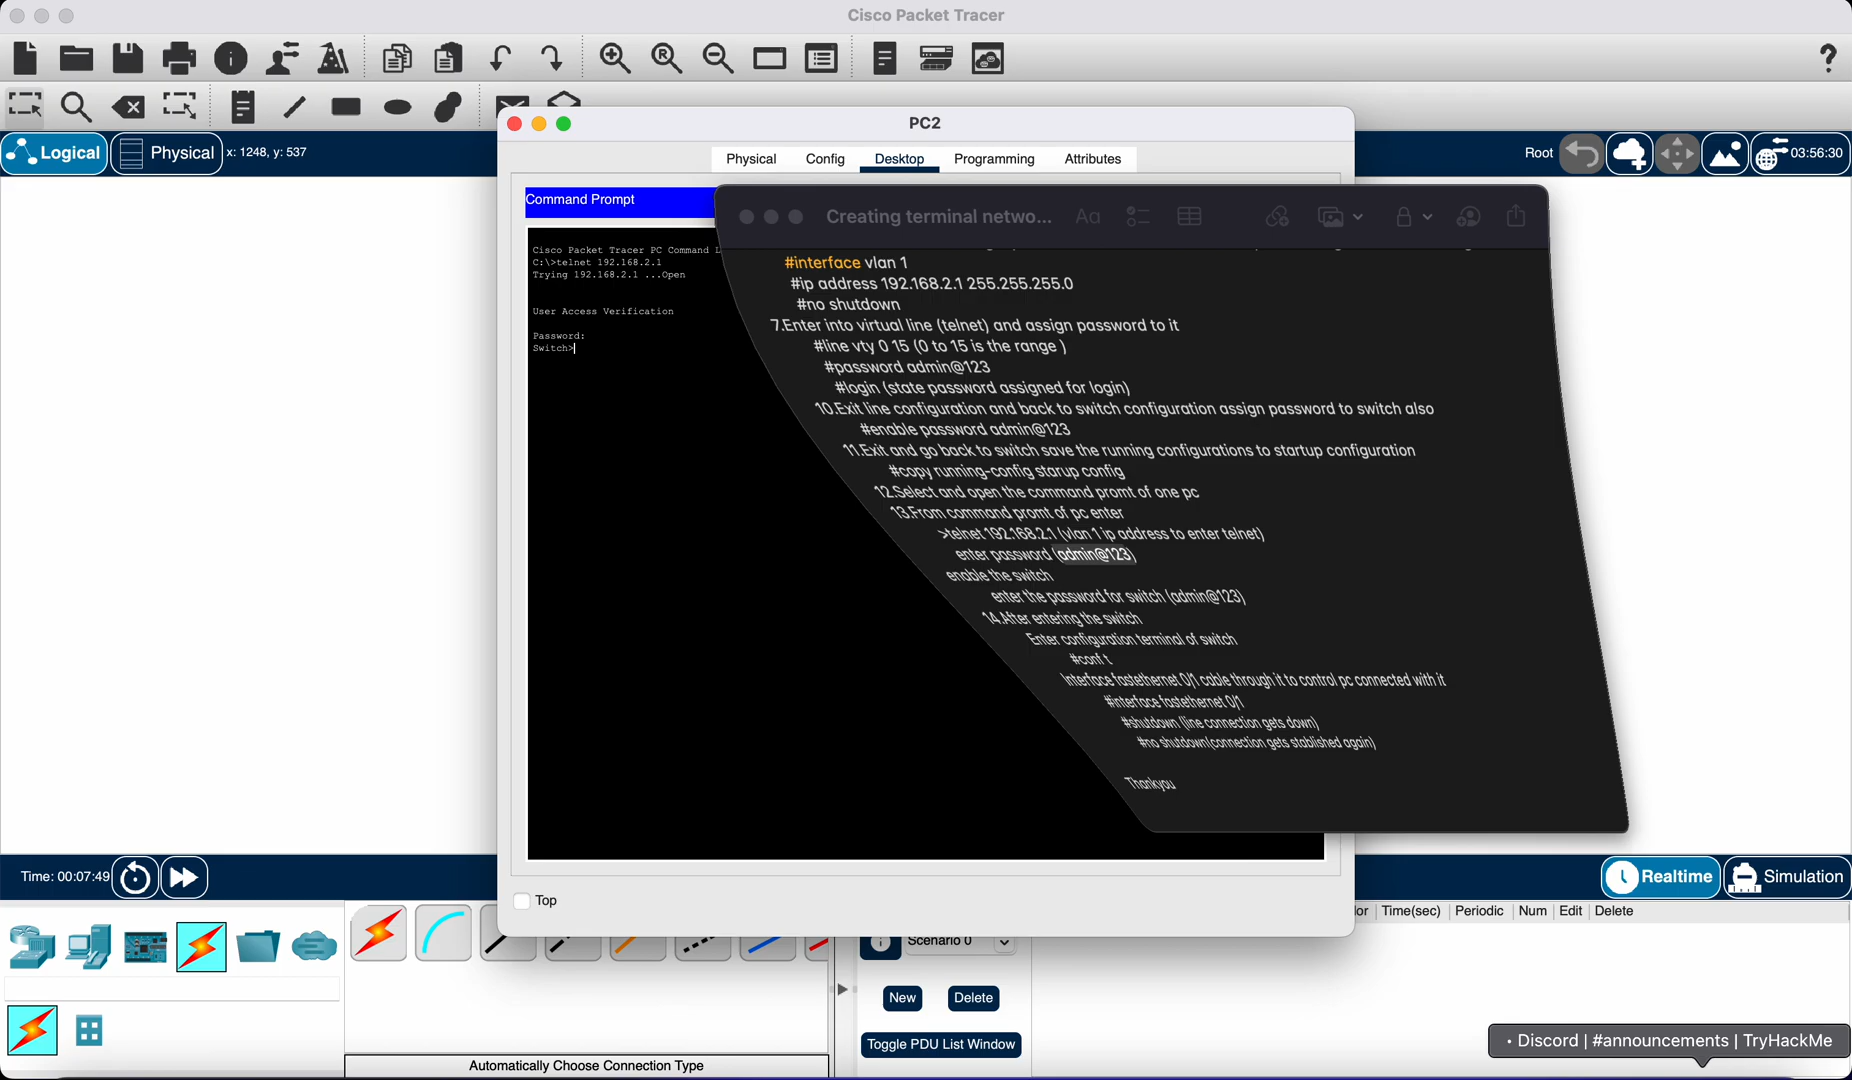 Cisco Packet Tracer
Logical
Physical
x: 1248, y: 537
Root
03:56:30
PC2
Physical
Config
Desktop
Programming
Attributes
Command Prompt
Cisco Packet Tracer PC Command L
C:\>telnet 192.168.2.1
Trying 192.168.2.1 ...Open
User Access Verification
Password:
Switch>
Creating terminal netwo...
Aa
#interface vlan 1
#ip address 192.168.2.1 255.255.255.0
#no shutdown
7.Enter into virtual line (telnet) and assign password to it
#line vty 0 15 (0 to 15 is the range )
#password admin@123
#login (state password assigned for login)
10.Exit line configuration and back to switch configuration assign password to switch also
#enable password admin@123
11.Exit and go back to switch save the running configurations to startup configuration
#copy running-config starup config
12.Select and open the command promt of one pc
13.From command promt of pc enter
>telnet 192.168.2.1 (vlan 1 ip address to enter telnet)
enter password (admin@123)
enable the switch
enter the password for switch (admin@123)
14.After entering the switch
Enter configuration terminal of switch
#conf t
Interface fastethernet 0/1 cable through it to control pc connected with it
#interface fastethernet 0/1
#shutdown (line connection gets down)
#no shutdown(connection gets stablished again)
Thankyou
Time: 00:07:49
Realtime
Simulation
Top
Time(sec)
Periodic
Num
Edit
Delete
Scenario 0
New
Delete
Toggle PDU List Window
Automatically Choose Connection Type
• Discord | #announcements | TryHackMe